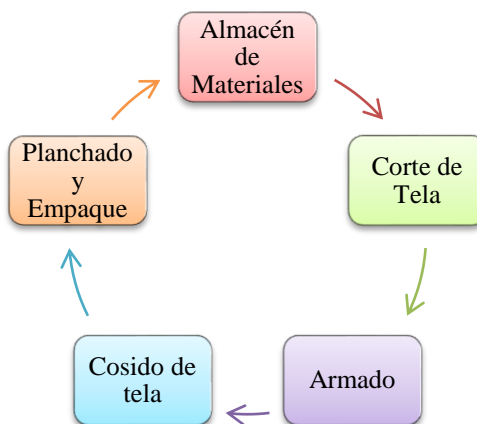 Almacén
de
Materiales
Corte de
Tela
Armado
Cosido de
tela
Planchado
y
Empaque